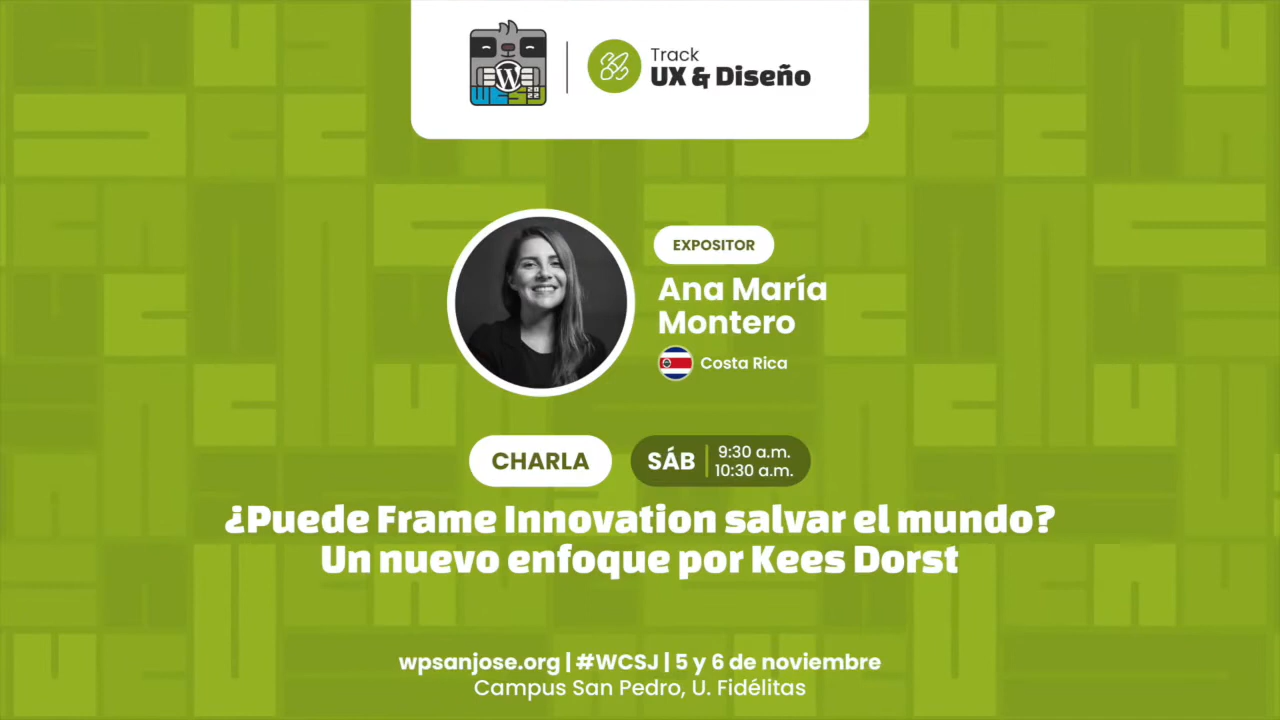 WCSJ
2022
Track
UX & Diseño
EXPOSITOR
Ana María
Montero
Costa Rica
CHARLA
SÁB
9:30 a.m.
10:30 a.m.
¿Puede Frame Innovation salvar el mundo?
Un nuevo enfoque por Kees Dorst
wpsanjose.org | #WCSJ | 5 y 6 de noviembre
Campus San Pedro, U. Fidélitas